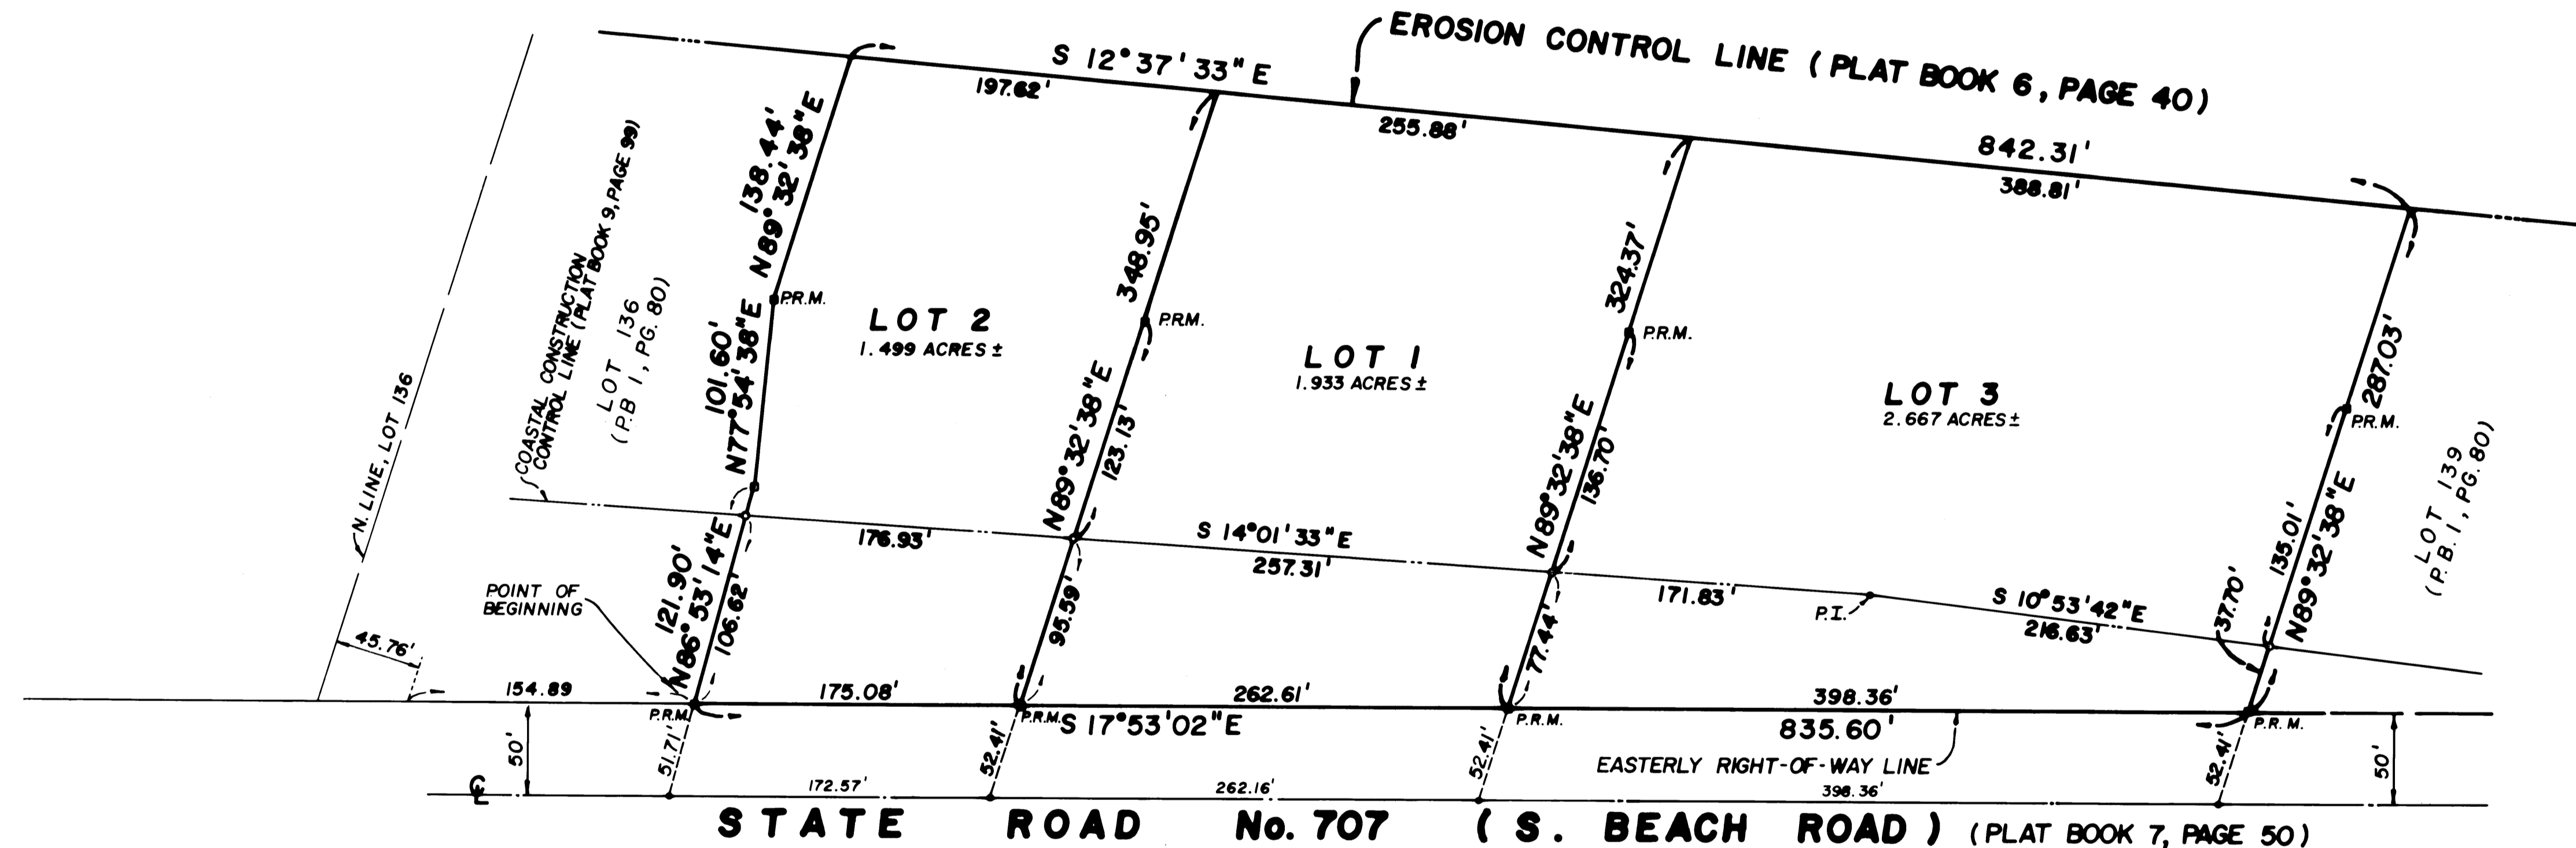 EROSION CONTROL LINE (PLAT BOOK 6, PAGE 40)
S 12°37'33"E
197.62'
255.88'
842.31'
388.81'
COASTAL CONSTRUCTION
CONTROL LINE (PLAT BOOK 9, PAGE 99)
LOT 136
(P.B 1, PG. 80)
N. LINE, LOT 136
138.44'
N89°32'38"E
P.R.M.
101.60'
N77°54'38"E
LOT 2
1.499 ACRES ±
348.95'
P.R.M.
N89°32'38"E
123.13'
LOT 1
1.933 ACRES ±
324.37'
P.R.M.
N89°32'38"E
136.70'
LOT 3
2.667 ACRES ±
287.03'
P.R.M.
135.01'
N89°32'38"E
LOT 139
(P.B. 1, PG. 80)
176.93'
S 14°01'33"E
257.31'
171.83'
P.I.
S 10°53'42"E
216.63'
37.70'
POINT OF
BEGINNING
121.90'
N86°53'14"E
106.62'
95.59'
77.44'
45.76'
154.89
175.08'
262.61'
398.36'
P.R.M.
P.R.M.
S 17°53'02"E
P.R.M.
835.60'
P.R.M.
50'
51.71'
52.41'
52.41'
EASTERLY RIGHT-OF-WAY LINE
52.41'
50'
℄
172.57'
262.16'
398.36'
STATE ROAD No. 707 (S. BEACH ROAD) (PLAT BOOK 7, PAGE 50)